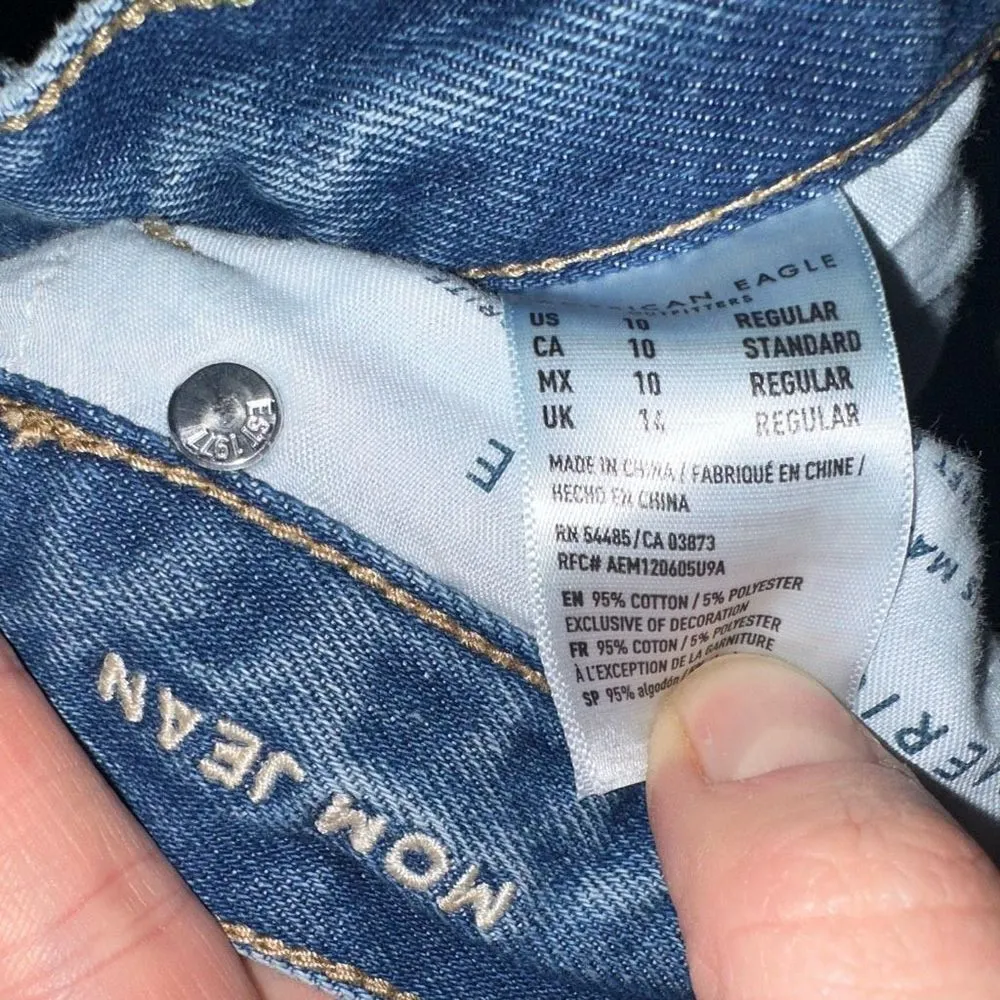 AMERICAN EAGLE
OUTFITTERS
US 10 REGULAR
CA 10 STANDARD
MX 10 REGULAR
UK 14 REGULAR
MADE IN CHINA / FABRIQUÉ EN CHINE /
HECHO EN CHINA
RN 54485/CA 03873
RFC# AEM120605U9A
EN 95% COTTON / 5% POLYESTER
EXCLUSIVE OF DECORATION
FR 95% COTON / 5% POLYESTER
À L'EXCEPTION DE LA GARNITURE
SP 95% algodón /
EST 1977
E
MOM JEAN
ERI